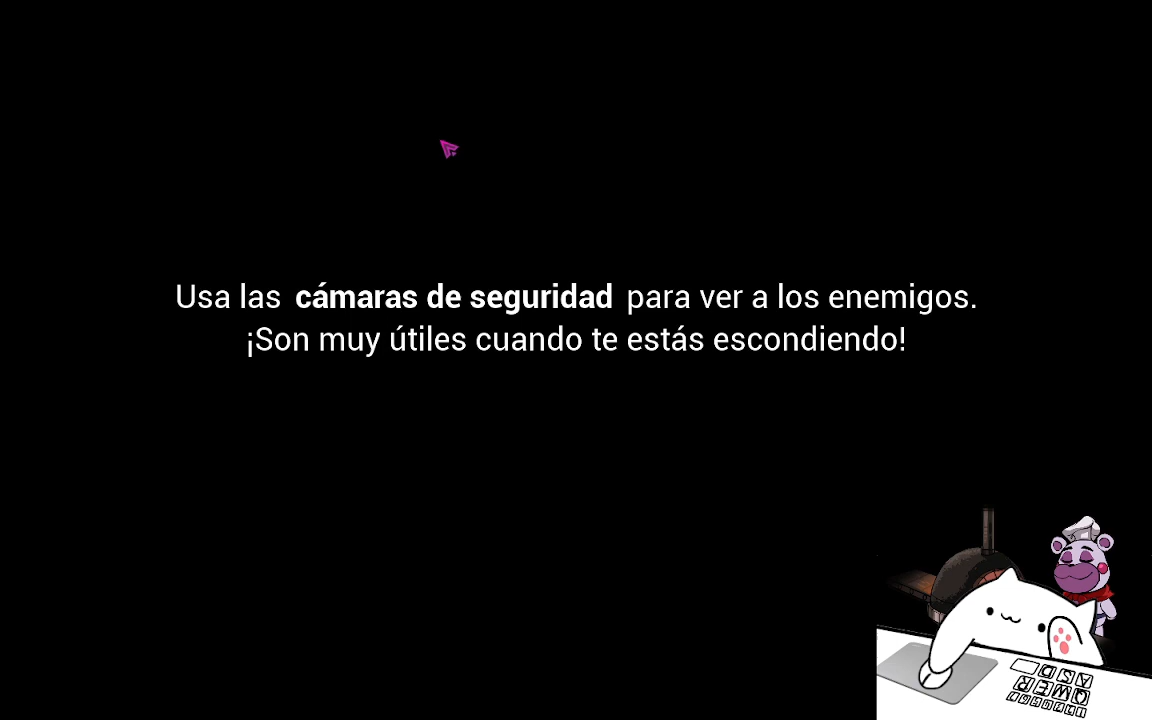 Usa las cámaras de seguridad para ver a los enemigos.
¡Son muy útiles cuando te estás escondiendo!